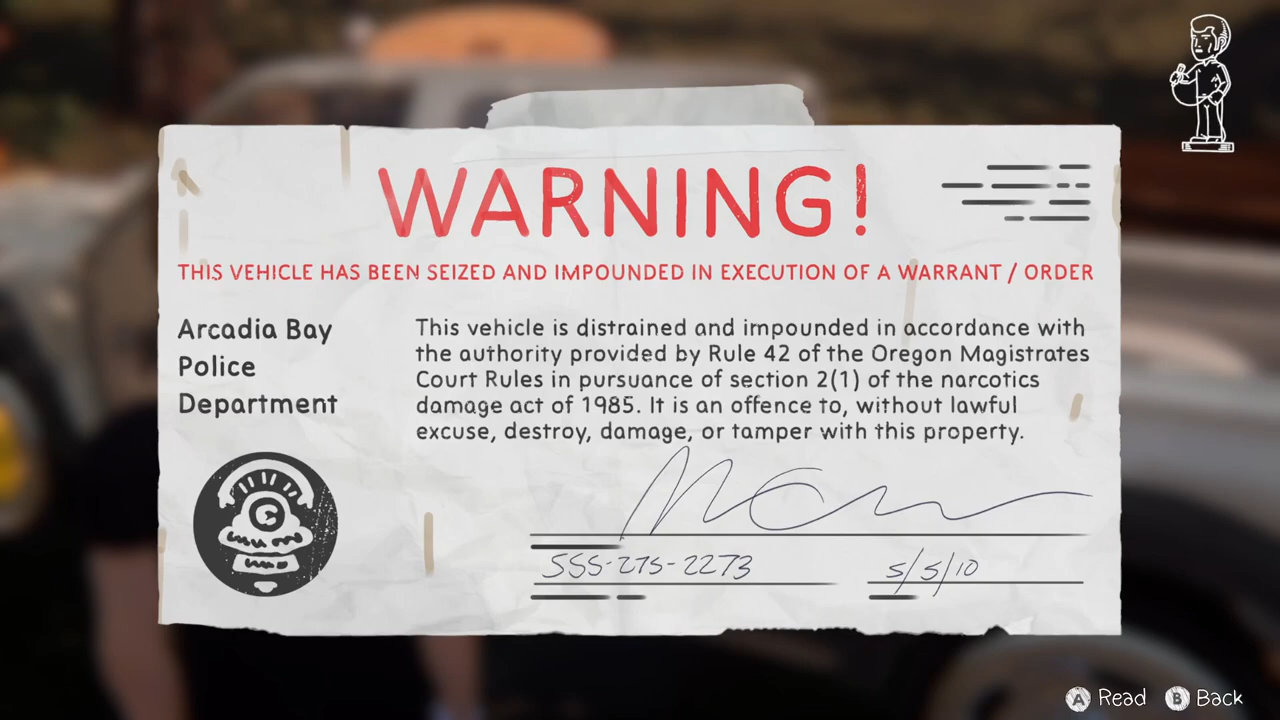 WARNING!
THIS VEHICLE HAS BEEN SEIZED AND IMPOUNDED IN EXECUTION OF A WARRANT / ORDER
Arcadia Bay
Police
Department
This vehicle is distrained and impounded in accordance with
the authority provided by Rule 42 of the Oregon Magistrates
Court Rules in pursuance of section 2(1) of the narcotics
damage act of 1985. It is an offence to, without lawful
excuse, destroy, damage, or tamper with this property.
C
555-275-2273
5/5/10
A Read B Back